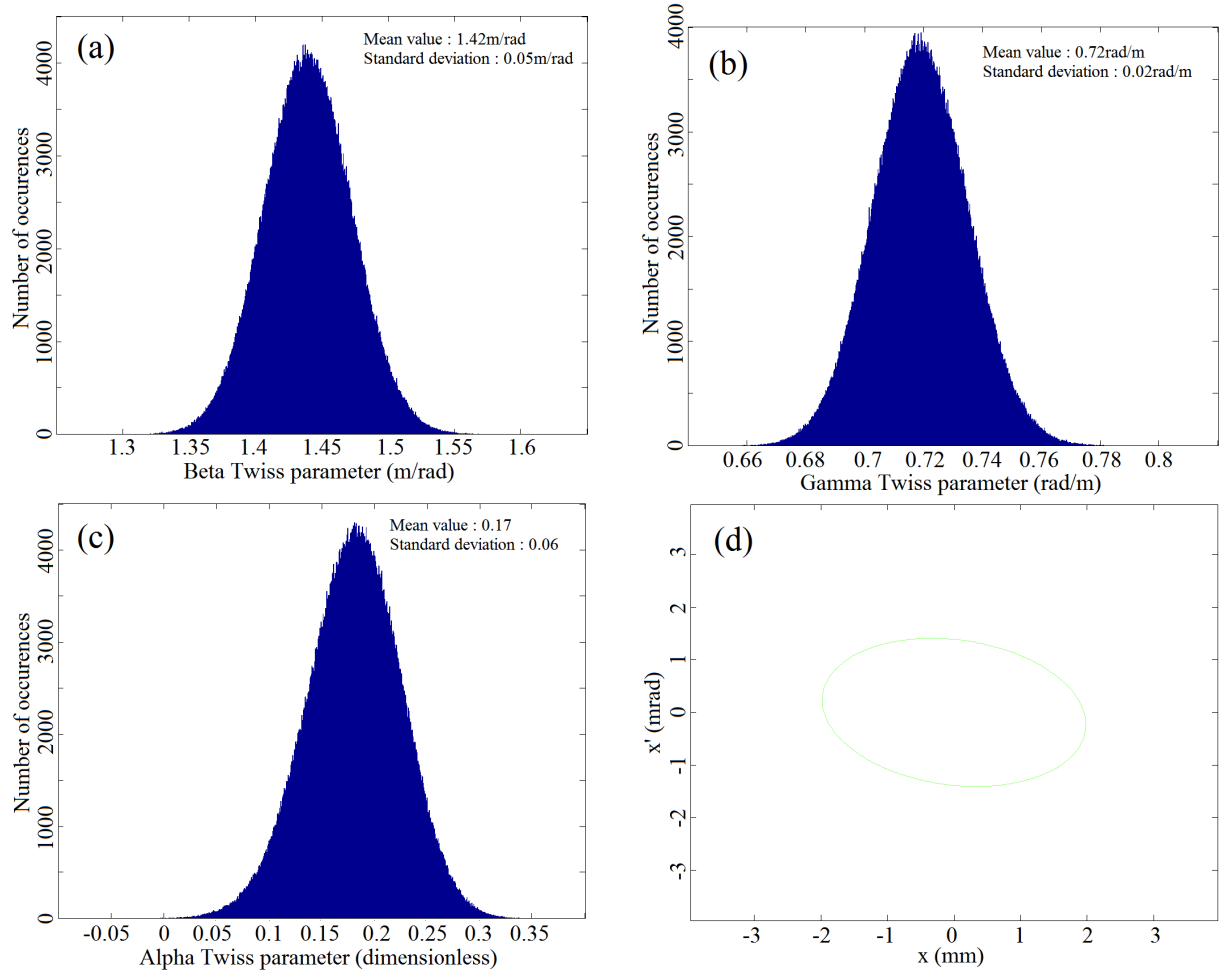 (a)
Mean value : 1.42m/rad
Standard deviation : 0.05m/rad
Number of occurences
0
1000
2000
3000
4000
1.3 1.35 1.4 1.45 1.5 1.55 1.6
Beta Twiss parameter (m/rad)
(b)
Mean value : 0.72rad/m
Standard deviation : 0.02rad/m
Number of occurences
0
1000
2000
3000
4000
0.66 0.68 0.7 0.72 0.74 0.76 0.78 0.8
Gamma Twiss parameter (rad/m)
(c)
Mean value : 0.17
Standard deviation : 0.06
Number of occurences
0
1000
2000
3000
4000
-0.05 0 0.05 0.1 0.15 0.2 0.25 0.3 0.35
Alpha Twiss parameter (dimensionless)
(d)
x' (mrad)
3
2
1
0
-1
-2
-3
-3 -2 -1 0 1 2 3
x (mm)